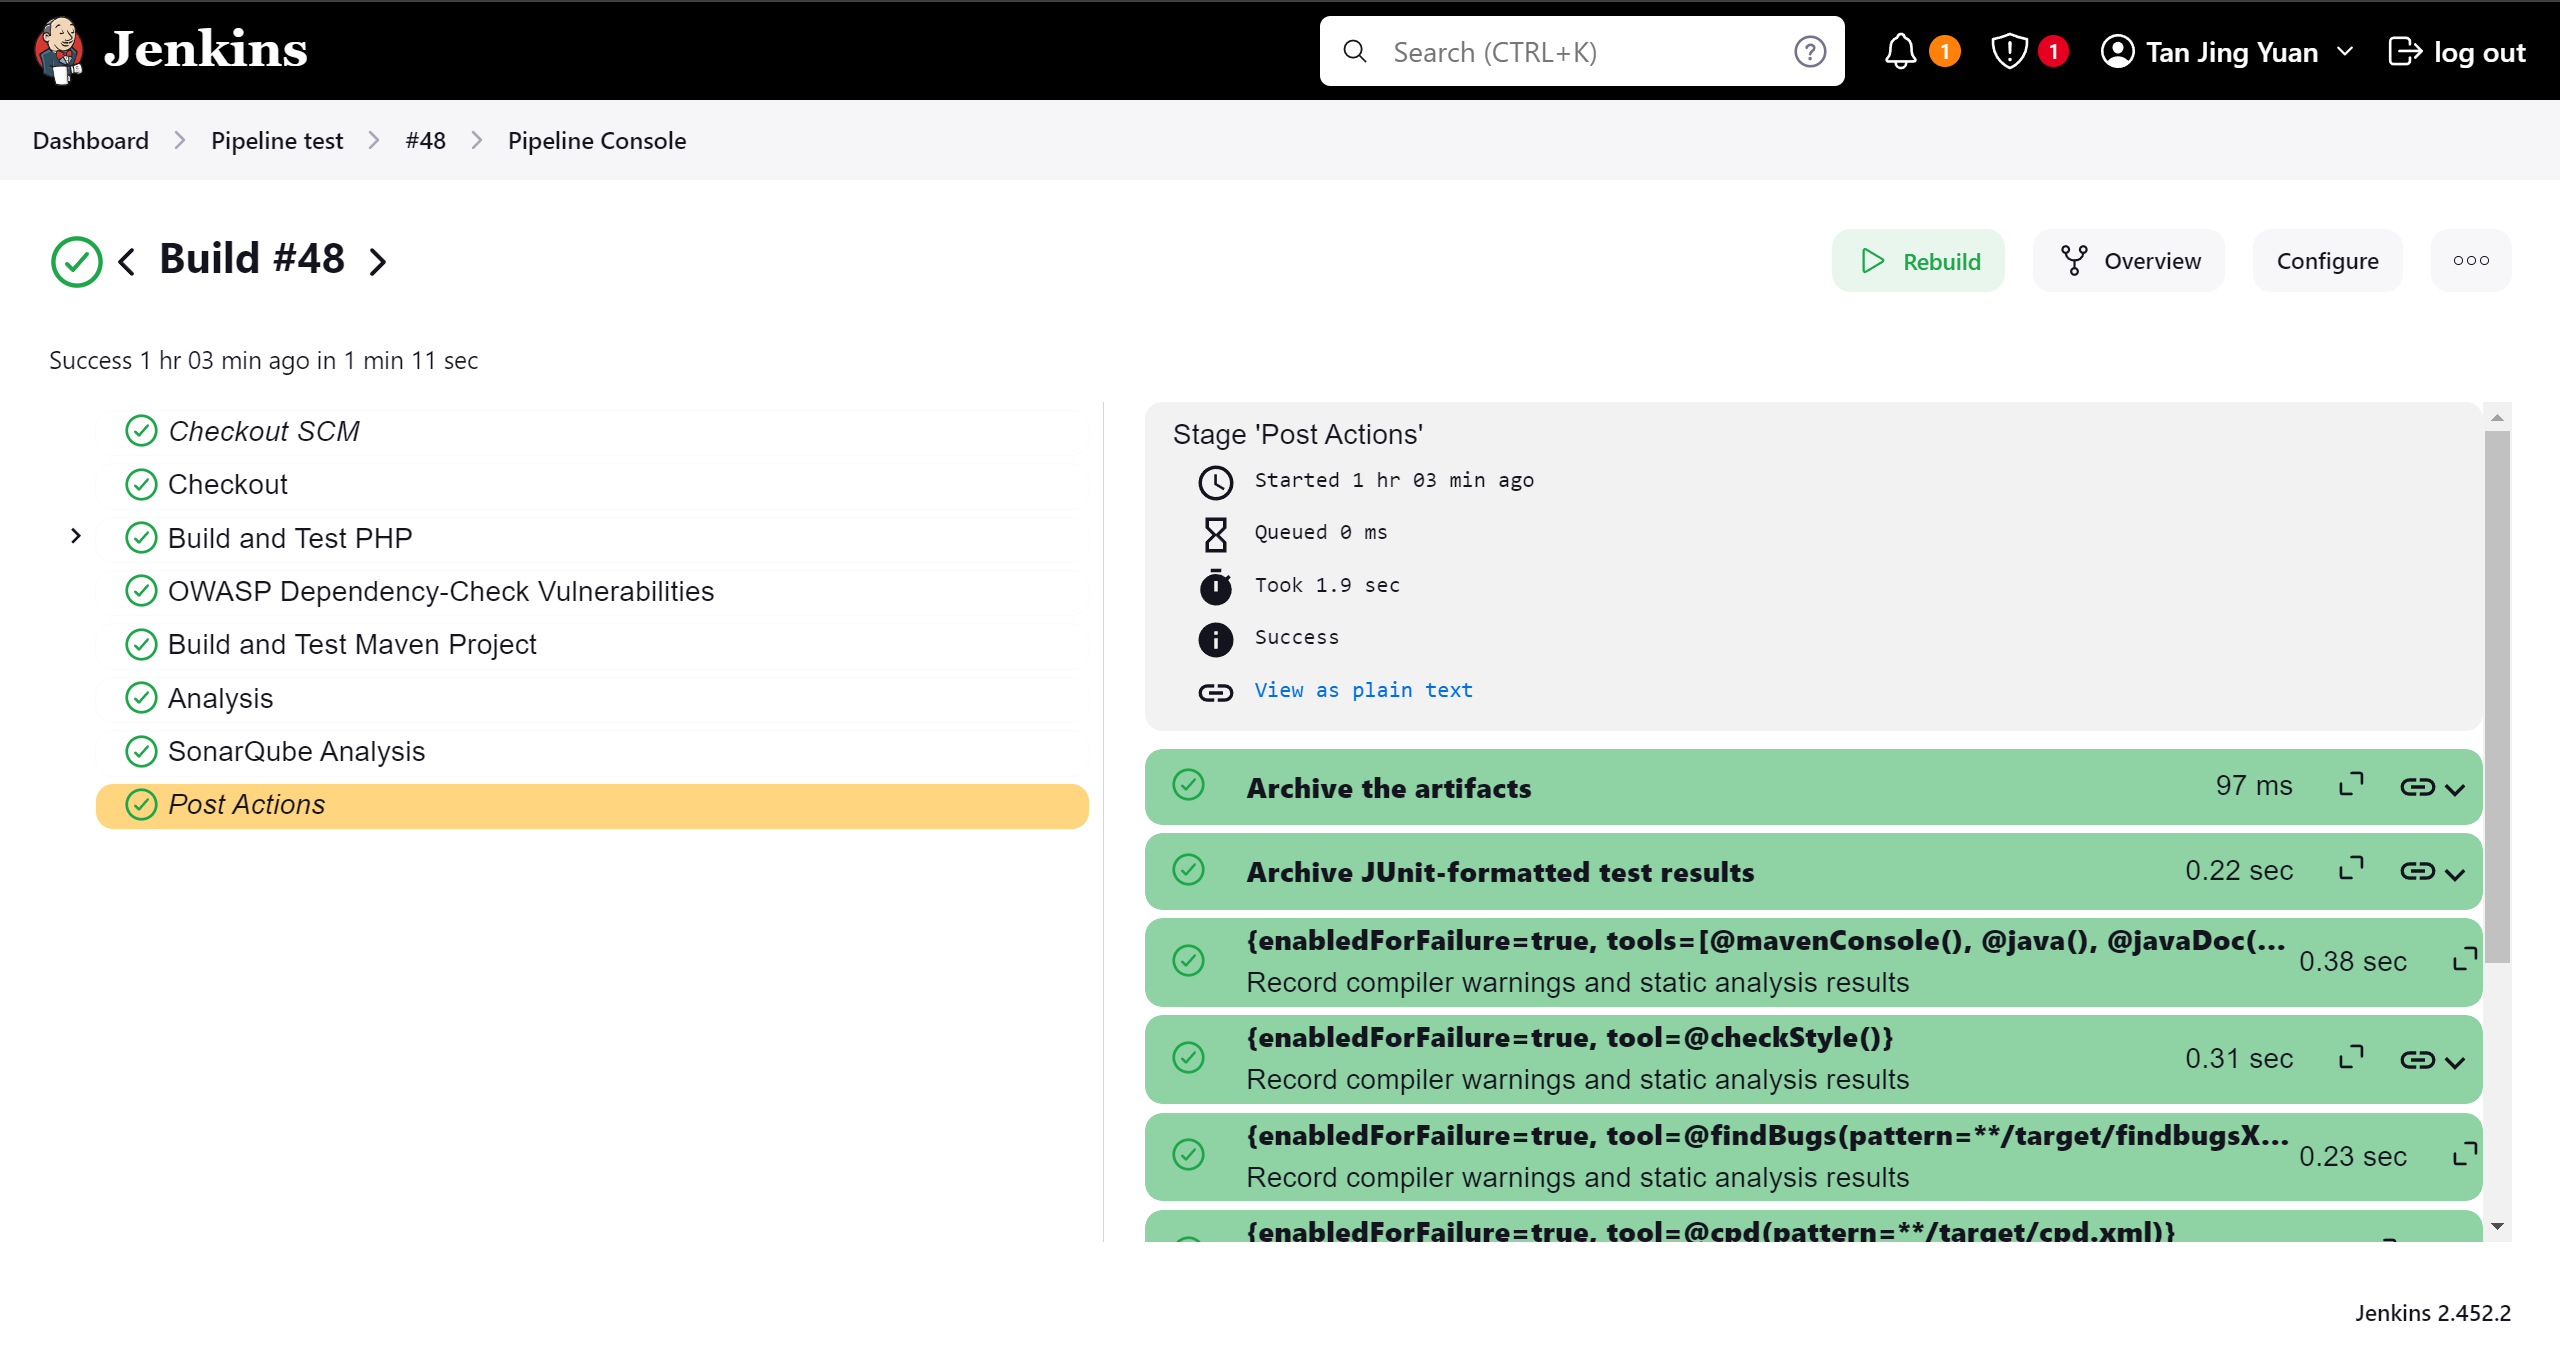 Jenkins
Search (CTRL+K)
1
1
Tan Jing Yuan
log out
Dashboard
Pipeline test
#48
Pipeline Console
Build #48
Rebuild
Overview
Configure
Success 1 hr 03 min ago in 1 min 11 sec
Checkout SCM
Checkout
Build and Test PHP
OWASP Dependency-Check Vulnerabilities
Build and Test Maven Project
Analysis
SonarQube Analysis
Post Actions
Stage 'Post Actions'
Started 1 hr 03 min ago
Queued 0 ms
Took 1.9 sec
Success
View as plain text
Archive the artifacts
97 ms
Archive JUnit-formatted test results
0.22 sec
{enabledForFailure=true, tools=[@mavenConsole(), @java(), @javaDoc(...
Record compiler warnings and static analysis results
0.38 sec
{enabledForFailure=true, tool=@checkStyle()}
Record compiler warnings and static analysis results
0.31 sec
{enabledForFailure=true, tool=@findBugs(pattern=**/target/findbugsX...
Record compiler warnings and static analysis results
0.23 sec
{enabledForFailure=true, tool=@cpd(pattern=**/target/cpd.xml)}
Jenkins 2.452.2